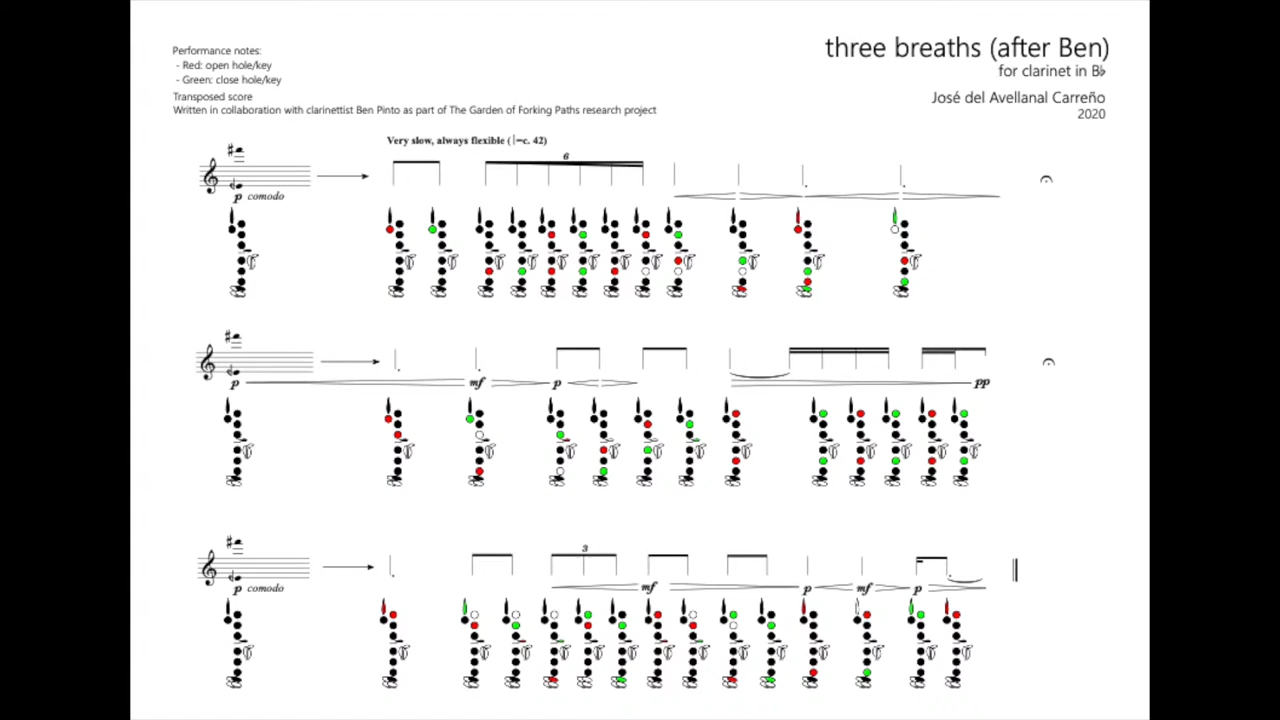 three breaths (after Ben)
for clarinet in B♭
José del Avellanal Carreño
2020
Performance notes:
- Red: open hole/key
- Green: close hole/key
Transposed score
Written in collaboration with clarinettist Ben Pinto as part of The Garden of Forking Paths research project
Very slow, always flexible (♩=c. 42)
6
p comodo
p mf p pp
3
p comodo mf p mf p